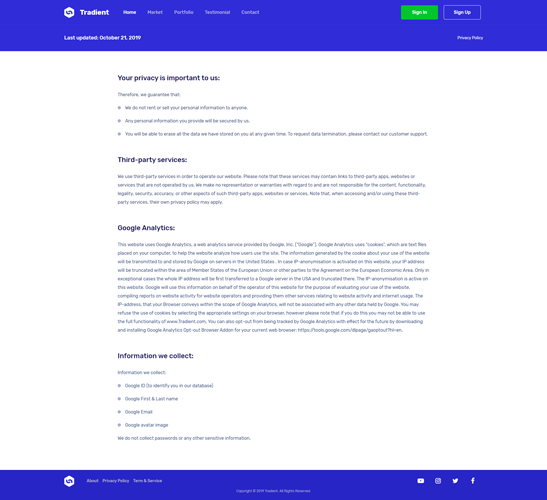 Tradient
Home Market Portfolio Testimonial Contact
Sign In Sign Up
Last updated: October 21, 2019
Privacy Policy
Your privacy is important to us:
Therefore, we guarantee that:
We do not rent or sell your personal information to anyone.
Any personal information you provide will be secured by us.
You will be able to erase all the data we have stored on you at any given time. To request data termination, please contact our customer support.
Third-party services:
We use third-party services in order to operate our website. Please note that these services may contain links to third-party apps, websites or
services that are not operated by us. We make no representation or warranties with regard to and are not responsible for the content, functionality,
legality, security, accuracy, or other aspects of such third-party apps, websites or services. Note that, when accessing and/or using these third-
party services, their own privacy policy may apply.
Google Analytics:
This website uses Google Analytics, a web analytics service provided by Google, Inc. ("Google"). Google Analytics uses "cookies", which are text files
placed on your computer, to help the website analyze how users use the site. The information generated by the cookie about your use of the website
will be transmitted to and stored by Google on servers in the United States . In case IP-anonymisation is activated on this website, your IP address
will be truncated within the area of Member States of the European Union or other parties to the Agreement on the European Economic Area. Only in
exceptional cases the whole IP address will be first transferred to a Google server in the USA and truncated there. The IP-anonymisation is active on
this website. Google will use this information on behalf of the operator of this website for the purpose of evaluating your use of the website,
compiling reports on website activity for website operators and providing them other services relating to website activity and internet usage. The
IP-address, that your Browser conveys within the scope of Google Analytics, will not be associated with any other data held by Google. You may
refuse the use of cookies by selecting the appropriate settings on your browser, however please note that if you do this you may not be able to use
the full functionality of www.Tradient.com. You can also opt-out from being tracked by Google Analytics with effect for the future by downloading
and installing Google Analytics Opt-out Browser Addon for your current web browser: https://tools.google.com/dlpage/gaoptout?hl=en.
Information we collect:
Information we collect:
Google ID (to identify you in our database)
Google First & Last name
Google Email
Google avatar image
We do not collect passwords or any other sensitive information.
About Privacy Policy Term & Service
Copyright © 2019 Tradient. All Rights Reserved.